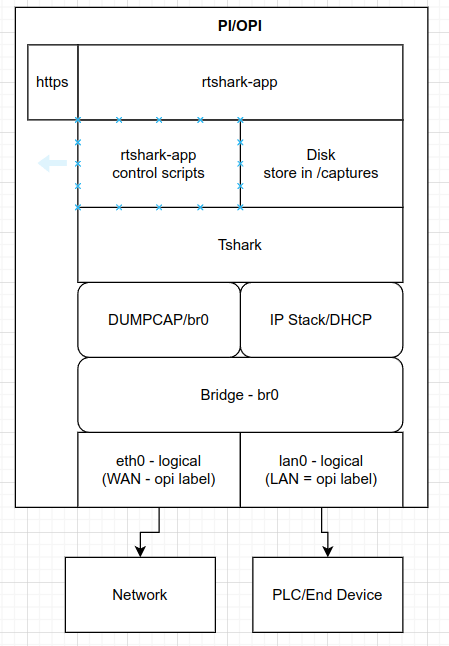 PI/OPI
https
rtshark-app
rtshark-app
control scripts
Disk
store in /captures
Tshark
DUMPCAP/br0
IP Stack/DHCP
Bridge - br0
eth0 - logical
(WAN - opi label)
lan0 - logical
(LAN = opi label)
Network
PLC/End Device